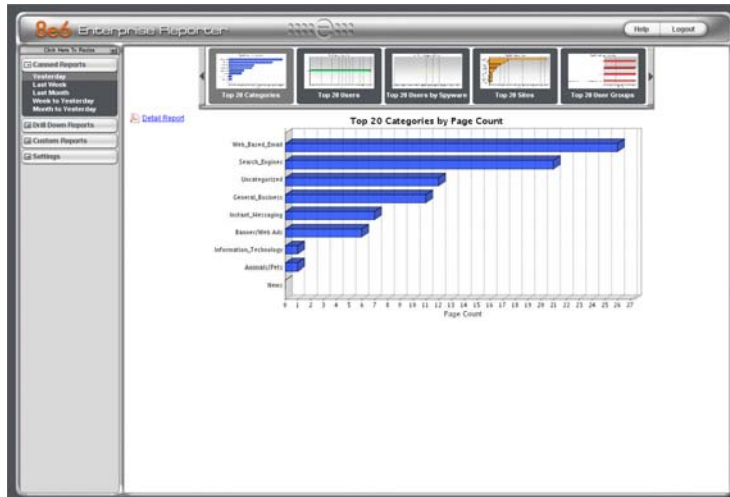 8e6 Enterprise Reporter
Help
Logout
Click Here To Resize
Canned Reports
Yesterday
Last Week
Last Month
Week to Yesterday
Month to Yesterday
Drill Down Reports
Custom Reports
Settings
Top 20 Categories
Top 20 Users
Top 20 Users by Spyware
Top 20 Sites
Top 20 User Groups
Detail Report
Top 20 Categories by Page Count
Web_Based_Email
Search_Engines
Uncategorized
General_Business
Instant_Messaging
Banner/Web Ads
Information_Technology
Animals/Pets
News
0 1 2 3 4 5 6 7 8 9 10 11 12 13 14 15 16 17 18 19 20 21 22 23 24 25 26 27
Page Count